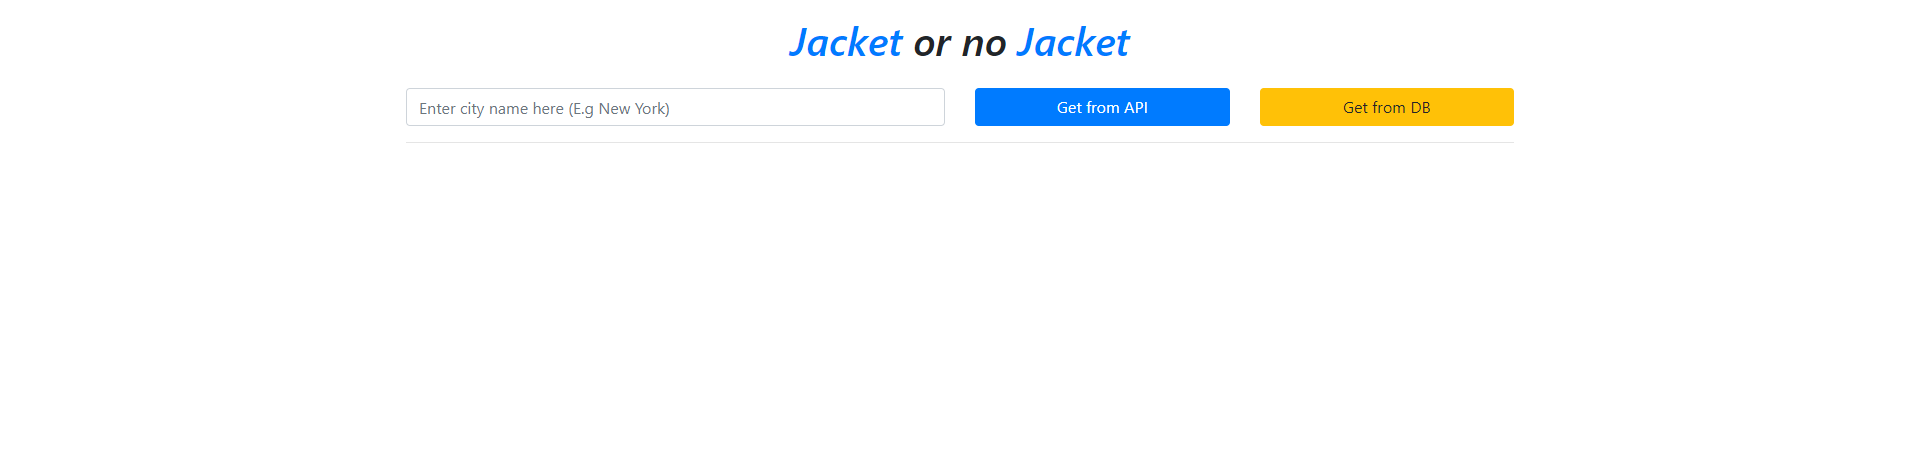 Jacket or no Jacket
Enter city name here (E.g New York)
Get from API
Get from DB